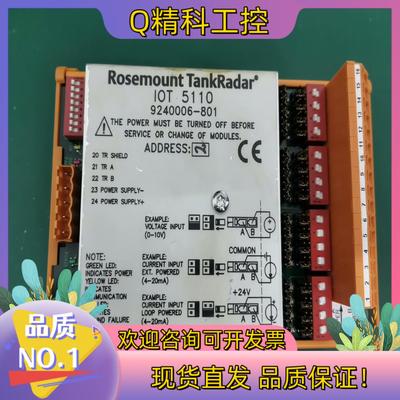 Q精科工控
Rosemount TankRadar®
IOT 5110
9240006-801
THE POWER MUST BE TURNED OFF BEFORE
SERVICE OR CHANGE OF MODULES.
ADDRESS:
CE
20 TR SHIELD
21 TR A
22 TR B
23 POWER SUPPLY-
24 POWER SUPPLY+
EXAMPLE:
VOLTAGE INPUT
(0-10V)
A B
NOTE:
GREEN LED:
INDICATES POWER
YELLOW LED:
EXAMPLE:
CURRENT INPUT
EXT. POWERED
(4-20mA)
COMMON
A B
EXAMPLE:
CURRENT INPUT
LOOP POWERED
(4-20mA)
+24V
A B
品质
NO.1
欢迎咨询可开发票
现货直发 品质保证!